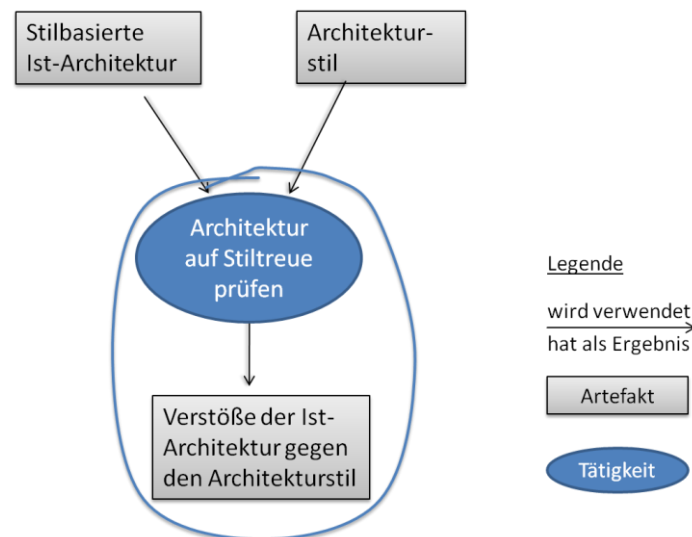 Stilbasierte
Ist-Architektur
Architektur-
stil
Architektur
auf Stiltreue
prüfen
Verstöße der Ist-
Architektur gegen
den Architekturstil
Legende
wird verwendet
hat als Ergebnis
Artefakt
Tätigkeit